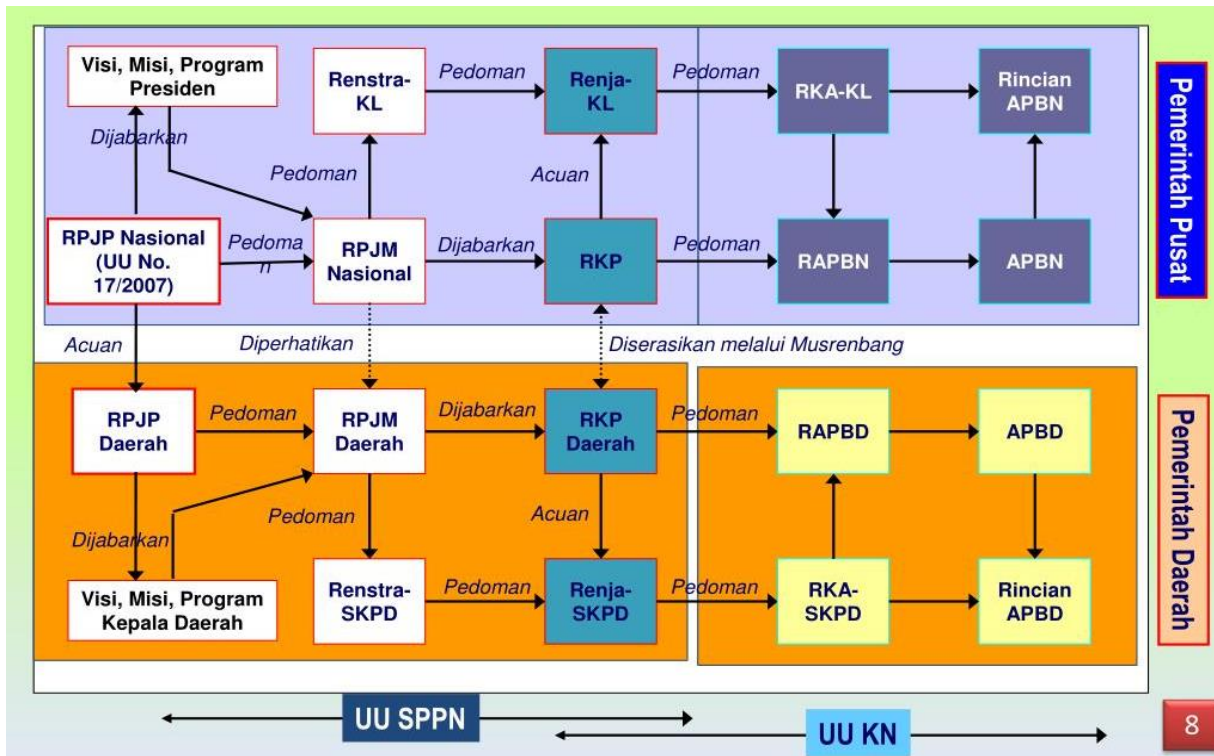 Visi, Misi, Program
Presiden
Dijabarkan
Renstra-
KL
Pedoman
Renja-
KL
Pedoman
RKA-KL
Rincian
APBN
Pedoman
Acuan
RPJP Nasional
(UU No.
17/2007)
Pedoma
n
RPJM
Nasional
Dijabarkan
RKP
Pedoman
RAPBN
APBN
Pemerintah Pusat
Acuan
Diperhatikan
Diserasikan melalui Musrenbang
RPJP
Daerah
Pedoman
RPJM
Daerah
Dijabarkan
RKP
Daerah
Pedoman
RAPBD
APBD
Dijabarkan
Pedoman
Acuan
Visi, Misi, Program
Kepala Daerah
Renstra-
SKPD
Pedoman
Renja-
SKPD
Pedoman
RKA-
SKPD
Rincian
APBD
Pemerintah Daerah
UU SPPN
UU KN
8